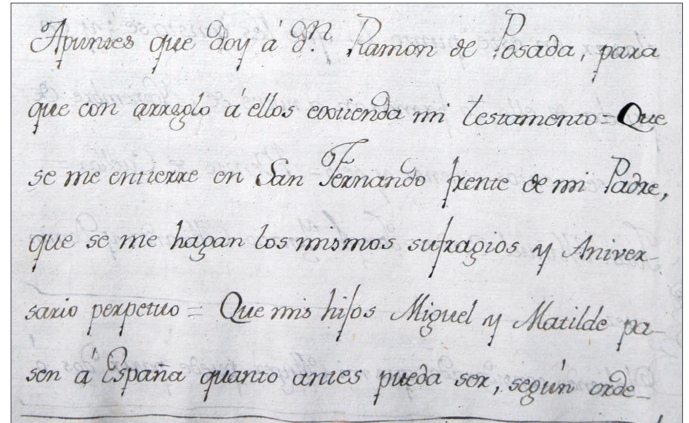 Apuntes que doy á dn. Ramon de Posada, para
que con arreglo á ellos extienda mi testamento = Que
se me entierre en San Fernando frente de mi Padre,
que se me hagan los mismos sufragios y Aniver-
sario perpetuo = Que mis hijos Miguel y Matilde pa-
sen á España quanto antes pueda ser, según orde-